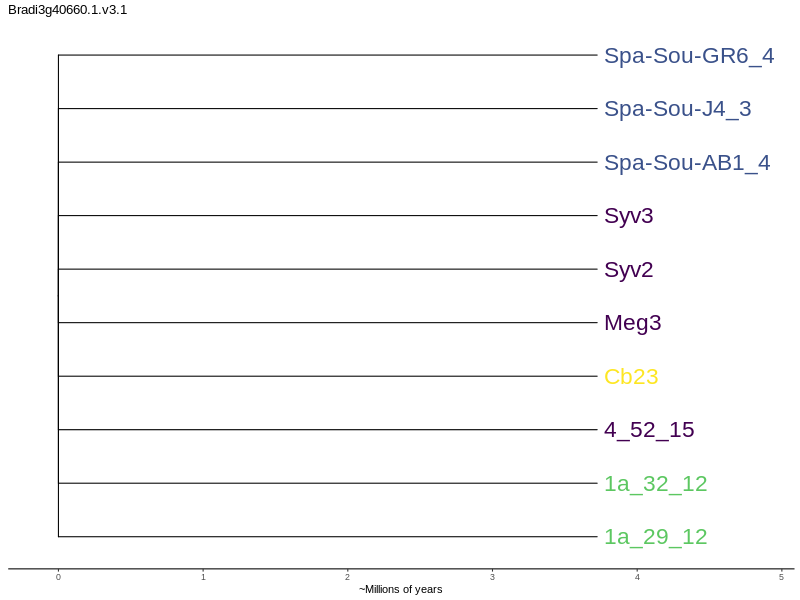 Bradi3g40660.1.v3.1
Spa-Sou-GR6_4
Spa-Sou-J4_3
Spa-Sou-AB1_4
Syv3
Syv2
Meg3
Cb23
4_52_15
1a_32_12
1a_29_12
0 1 2 3 4 5
~Millions of years